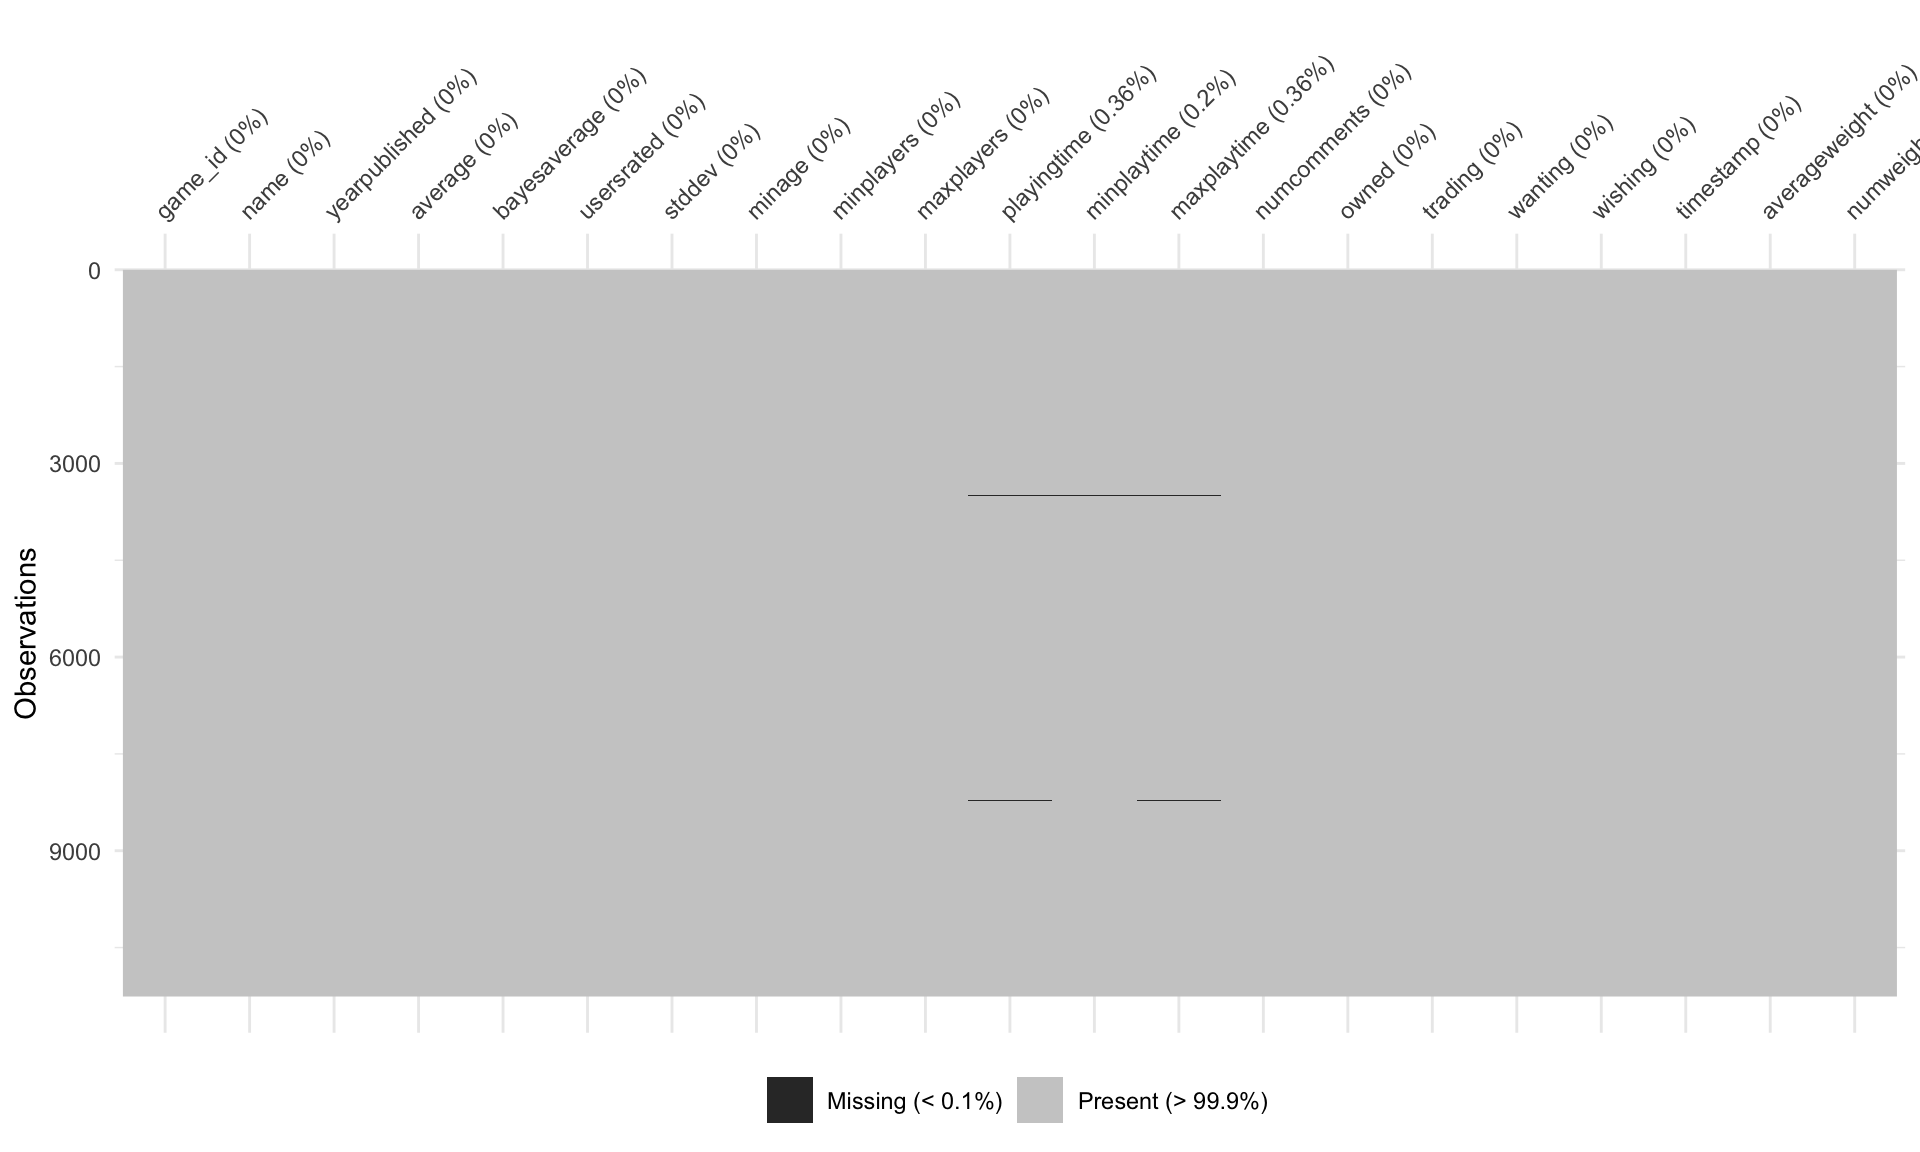 game_id (0%)
name (0%)
yearpublished (0%)
average (0%)
bayesaverage (0%)
usersrated (0%)
stddev (0%)
minage (0%)
minplayers (0%)
maxplayers (0%)
playingtime (0.36%)
minplaytime (0.2%)
maxplaytime (0.36%)
numcomments (0%)
owned (0%)
trading (0%)
wanting (0%)
wishing (0%)
timestamp (0%)
averageweight (0%)
numweigh
0
3000
6000
9000
Observations
Missing (< 0.1%)
Present (> 99.9%)